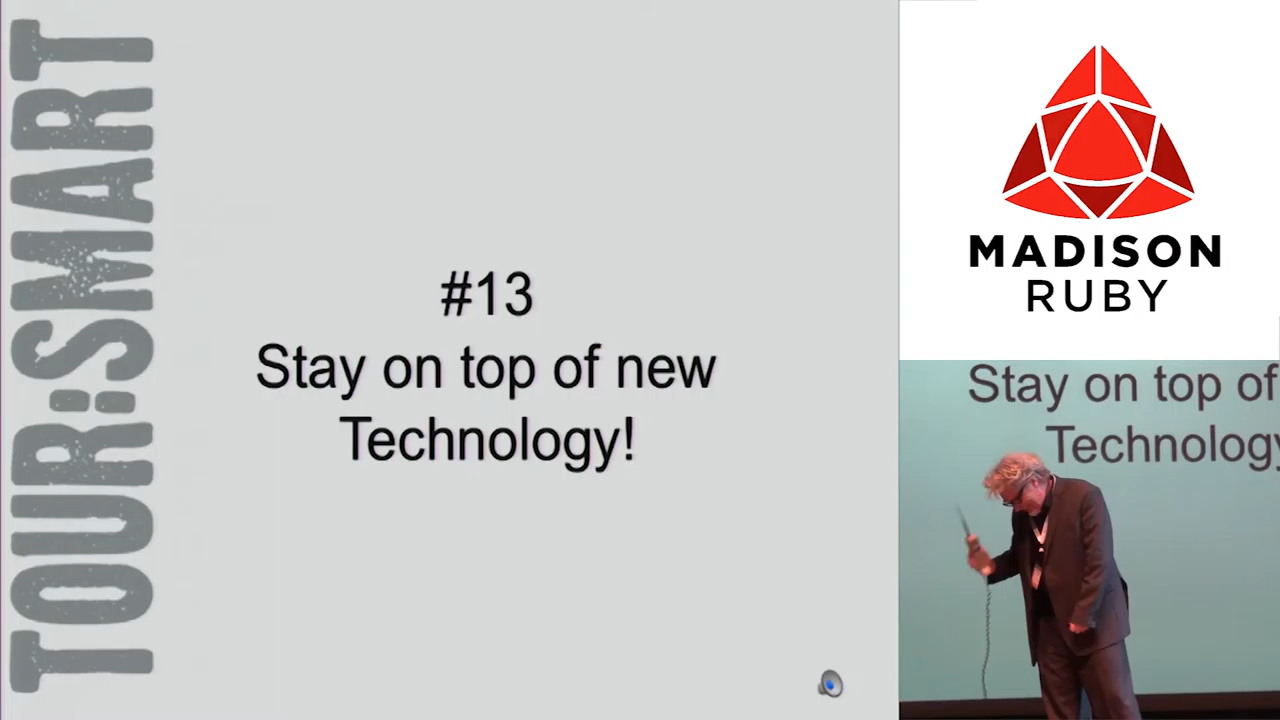 TOUR:SMART
#13
Stay on top of new
Technology!
MADISON
RUBY
Stay on top of
Technology